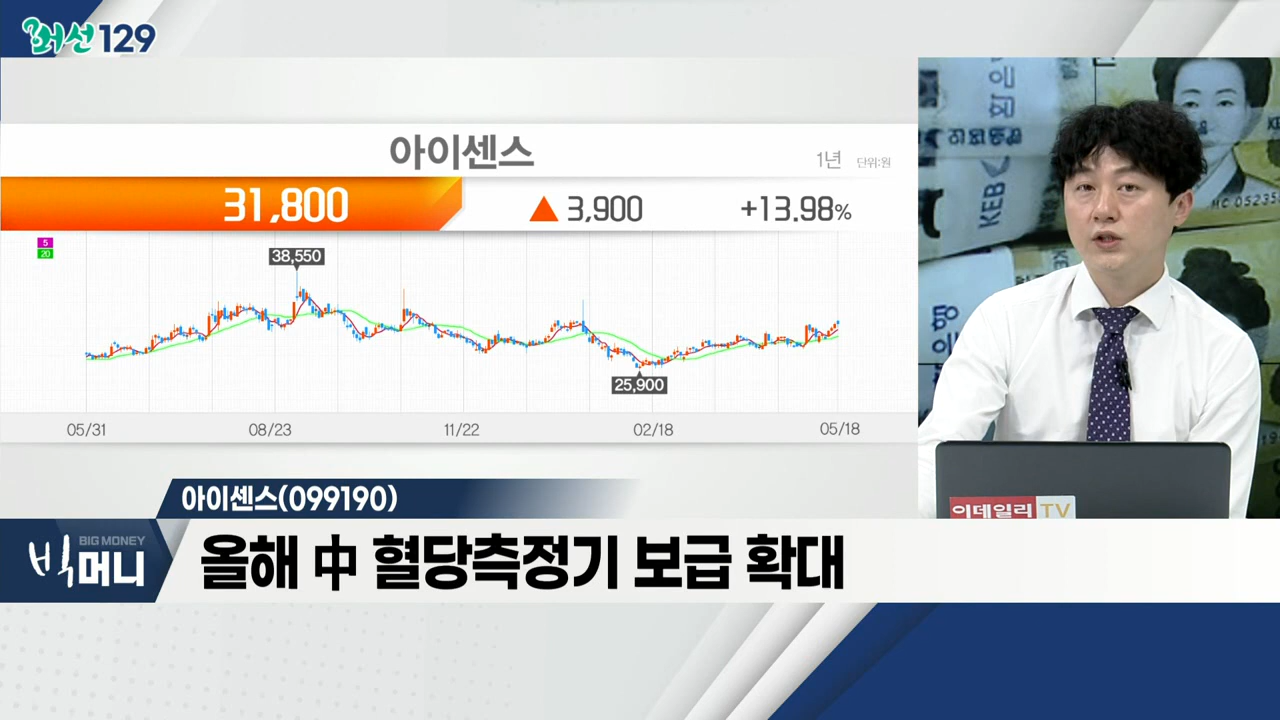 머선129
아이센스
1년 단위:원
31,800 ▲ 3,900 +13.98%
5
20
38,550
25,900
05/31 08/23 11/22 02/18 05/18
KEB
KEB
이데일리 TV
아이센스(099190)
BIG MONEY
빅머니
올해 中 혈당측정기 보급 확대